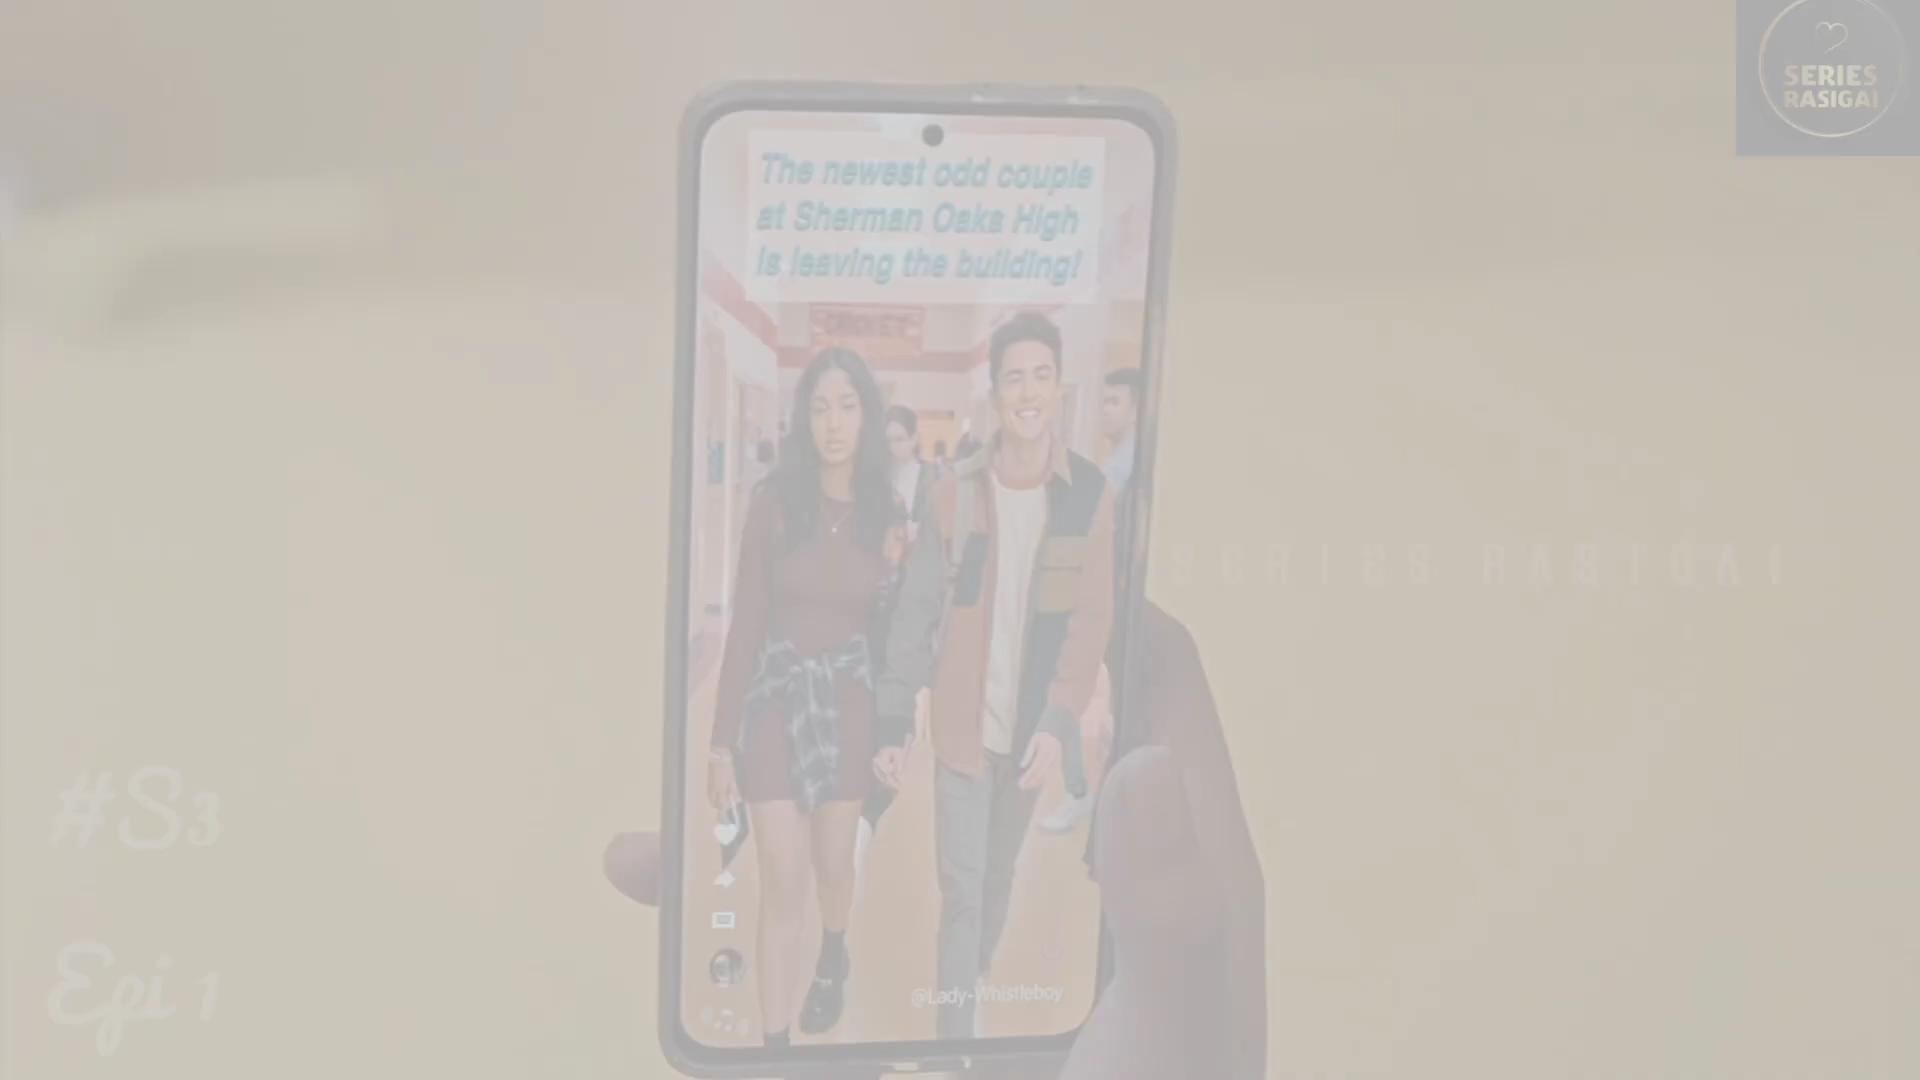 SERIES
RASIGAI
The newest odd couple
at Sherman Oaks High
is leaving the building!
SERIES RASIGAI
#S3
Epi 1
@Lady-Whistleboy